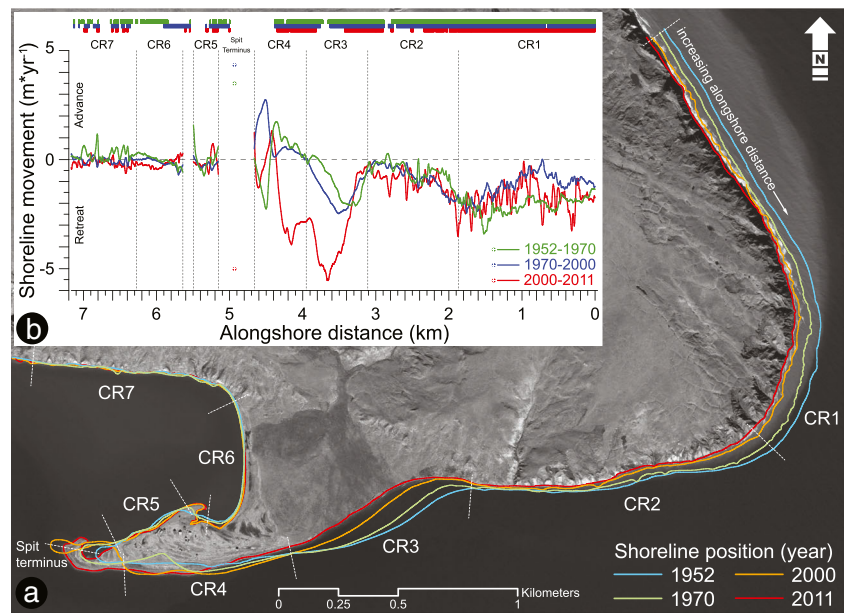 CR7
CR6
CR5
Spit
Terminus
CR4
CR3
CR2
CR1
Shoreline movement (m*yr⁻¹)
Advance
Retreat
5
0
-5
1952-1970
1970-2000
2000-2011
7
6
5
4
3
2
1
0
Alongshore distance (km)
b
increasing alongshore distance
N
CR7
CR6
CR5
Spit
terminus
CR4
CR3
CR2
CR1
a
0
0.25
0.5
1
Kilometers
Shoreline position (year)
1952
2000
1970
2011